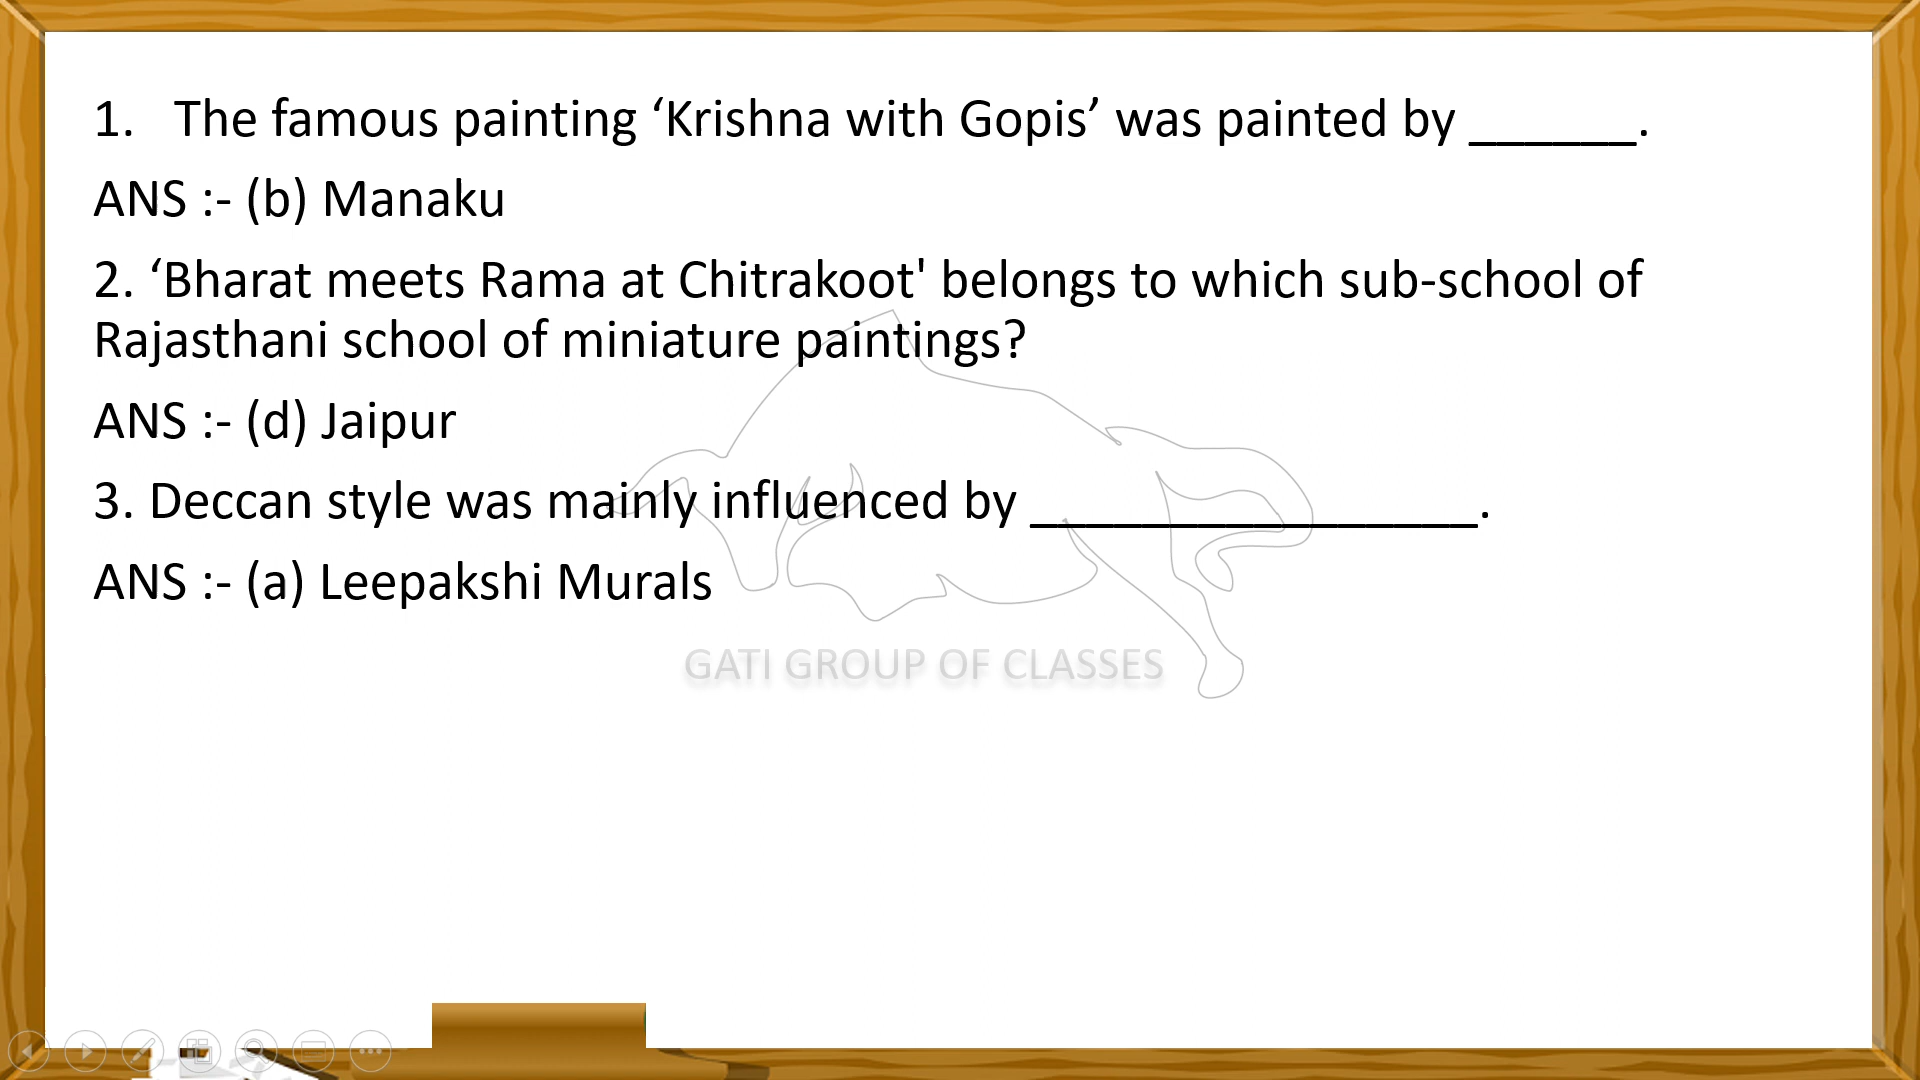 1. The famous painting ‘Krishna with Gopis’ was painted by ______.
ANS :- (b) Manaku
2. ‘Bharat meets Rama at Chitrakoot' belongs to which sub-school of
Rajasthani school of miniature paintings?
ANS :- (d) Jaipur
3. Deccan style was mainly influenced by ________________.
ANS :- (a) Leepakshi Murals
GATI GROUP OF CLASSES